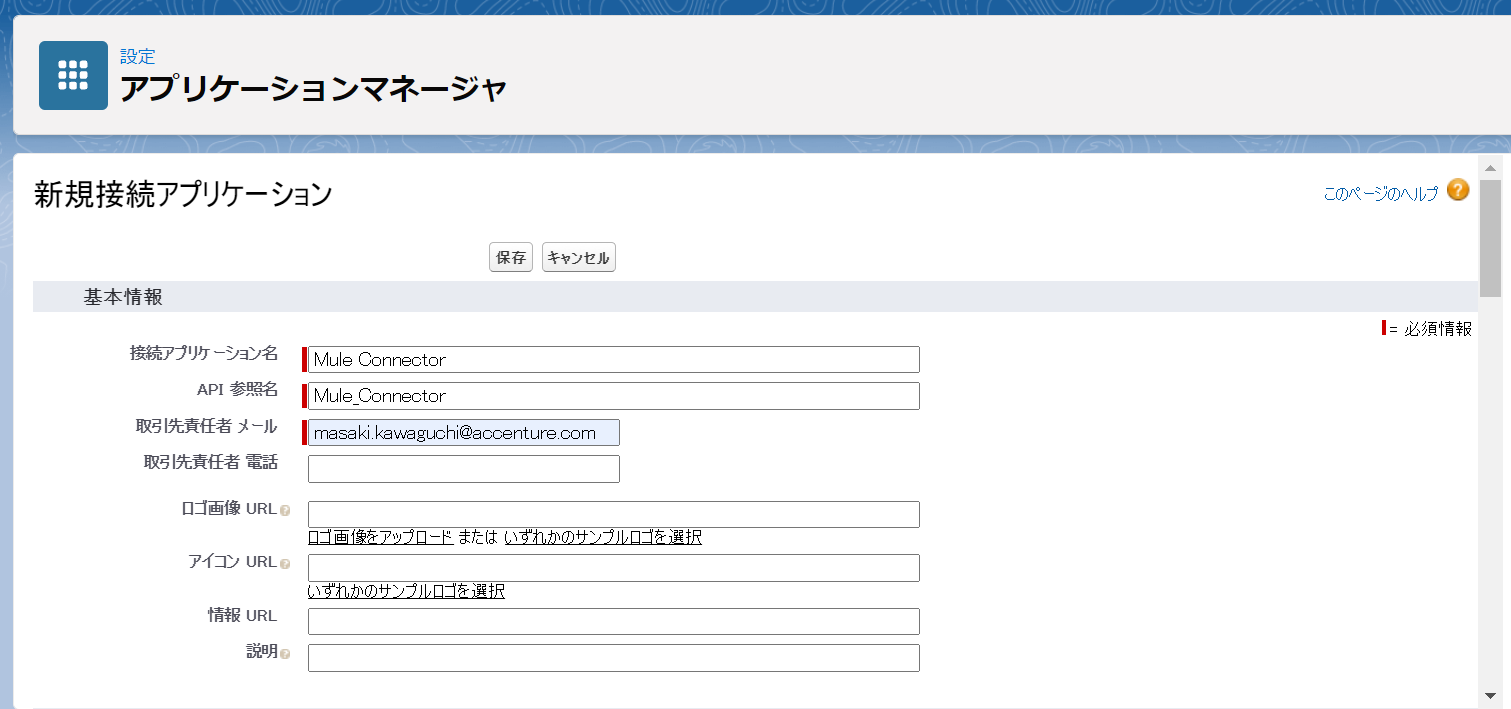 設定
アプリケーションマネージャ
新規接続アプリケーション
このページのヘルプ ?
保存 キャンセル
基本情報
= 必須情報
接続アプリケーション名 Mule Connector
API 参照名 Mule_Connector
取引先責任者 メール masaki.kawaguchi@accenture.com
取引先責任者 電話
ロゴ画像 URL ?
ロゴ画像をアップロード または いずれかのサンプルロゴを選択
アイコン URL ?
いずれかのサンプルロゴを選択
情報 URL
説明 ?